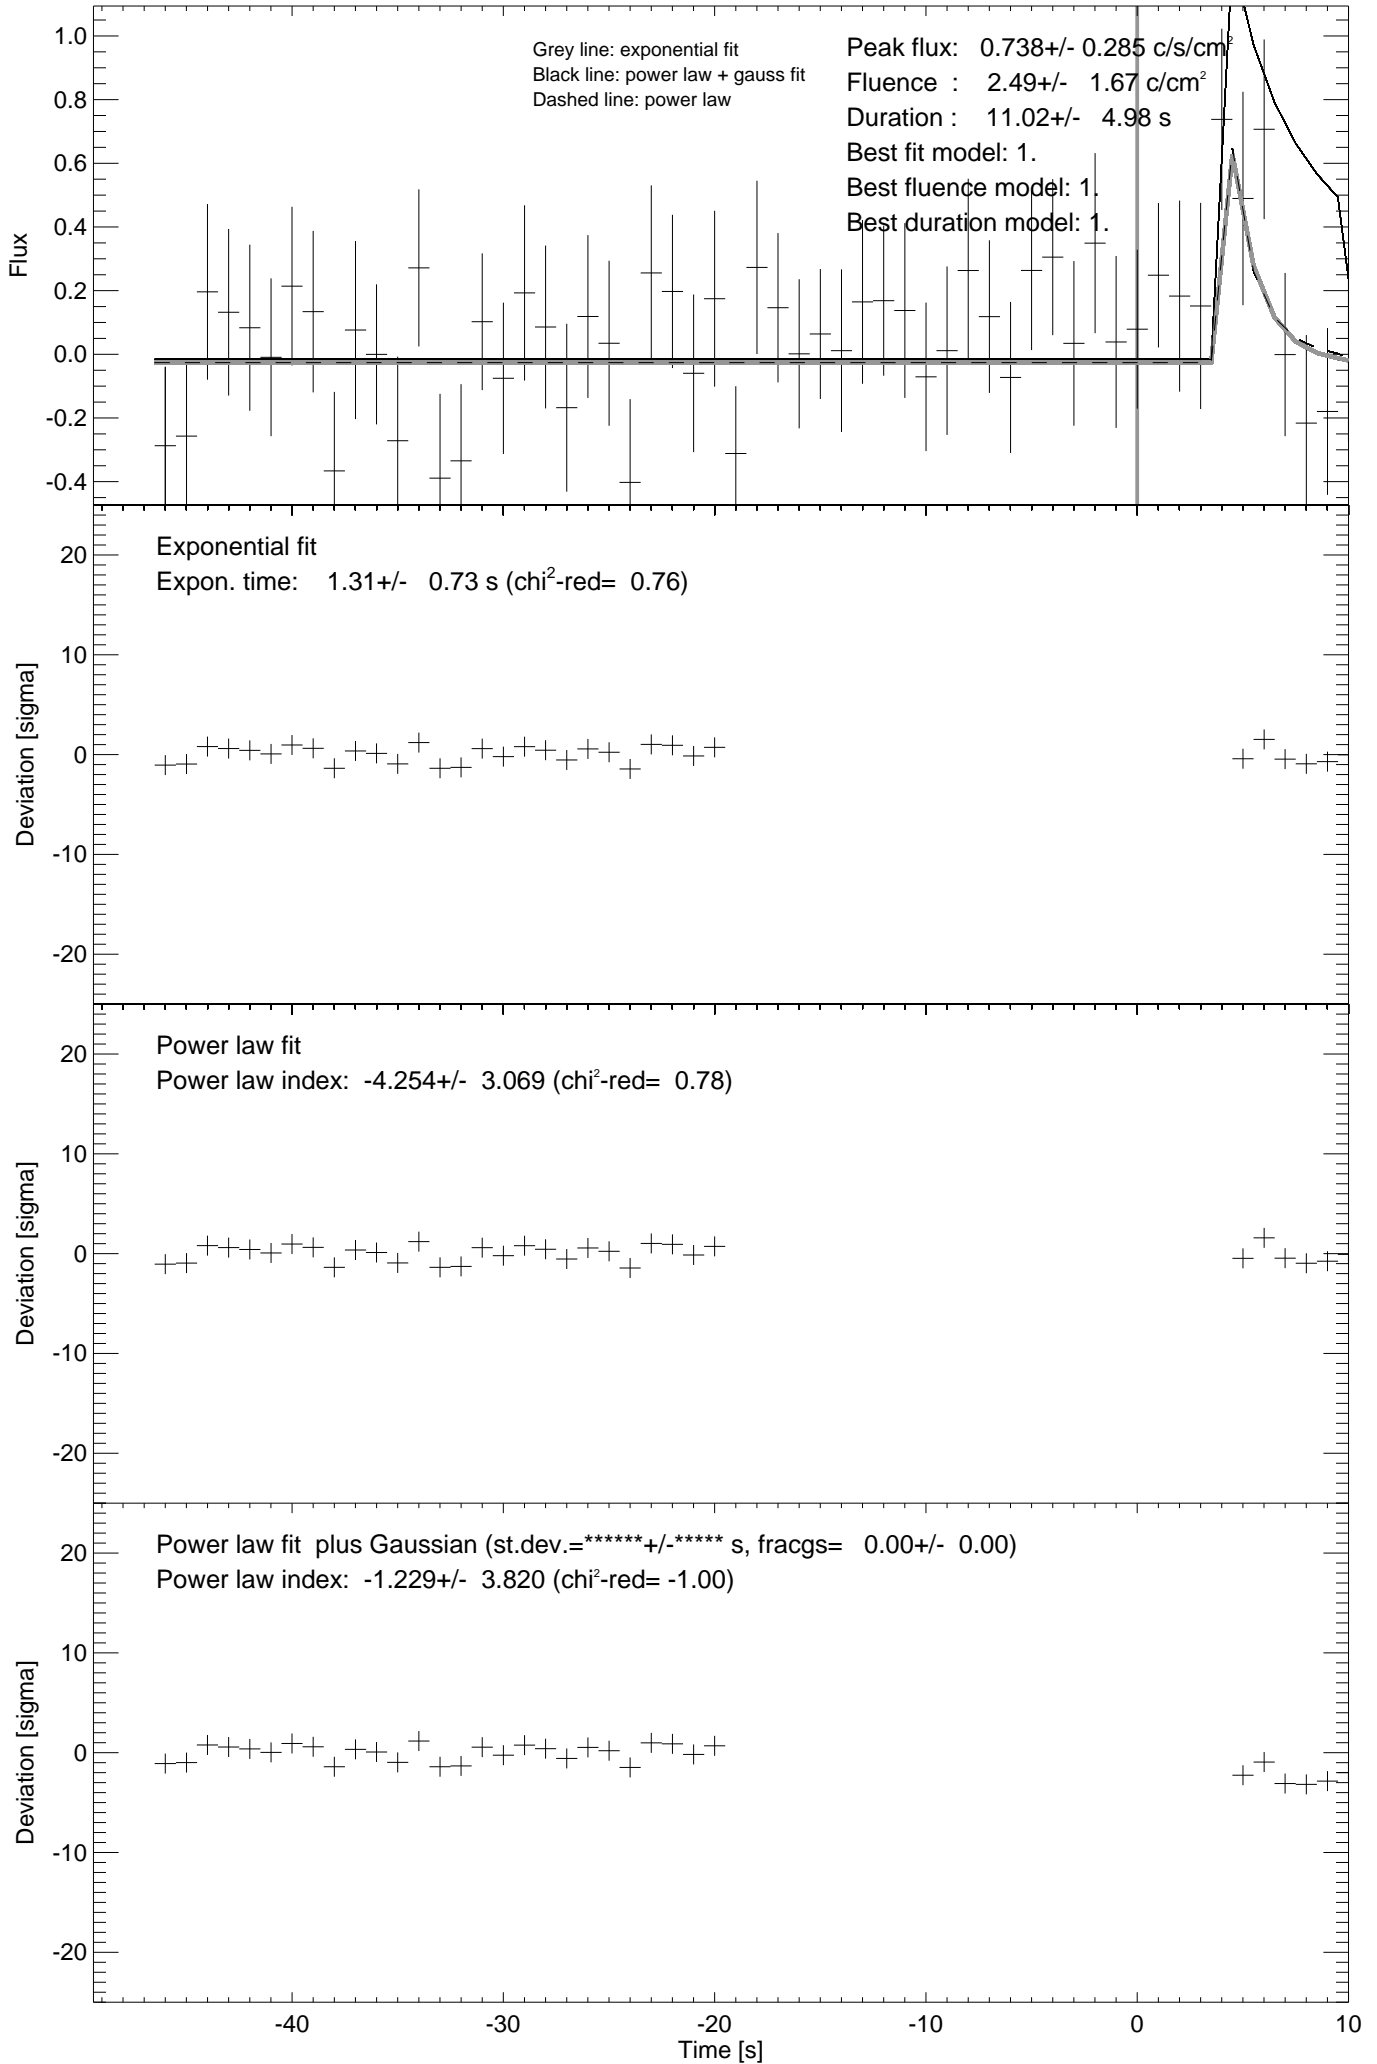 Grey line: exponential fit
Black line: power law + gauss fit
Dashed line: power law
Peak flux: 0.738+/- 0.285 c/s/cm²
Fluence : 2.49+/- 1.67 c/cm²
Duration : 11.02+/- 4.98 s
Best fit model: 1.
Best fluence model: 1.
Best duration model: 1.
1.0
0.8
0.6
0.4
0.2
0.0
-0.2
-0.4
Flux
Exponential fit
Expon. time: 1.31+/- 0.73 s (chi²-red= 0.76)
20
10
0
-10
-20
Deviation [sigma]
Power law fit
Power law index: -4.254+/- 3.069 (chi²-red= 0.78)
20
10
0
-10
-20
Deviation [sigma]
Power law fit plus Gaussian (st.dev.=******+/-***** s, fracgs= 0.00+/- 0.00)
Power law index: -1.229+/- 3.820 (chi²-red= -1.00)
20
10
0
-10
-20
Deviation [sigma]
-40 -30 -20 -10 0 10
Time [s]